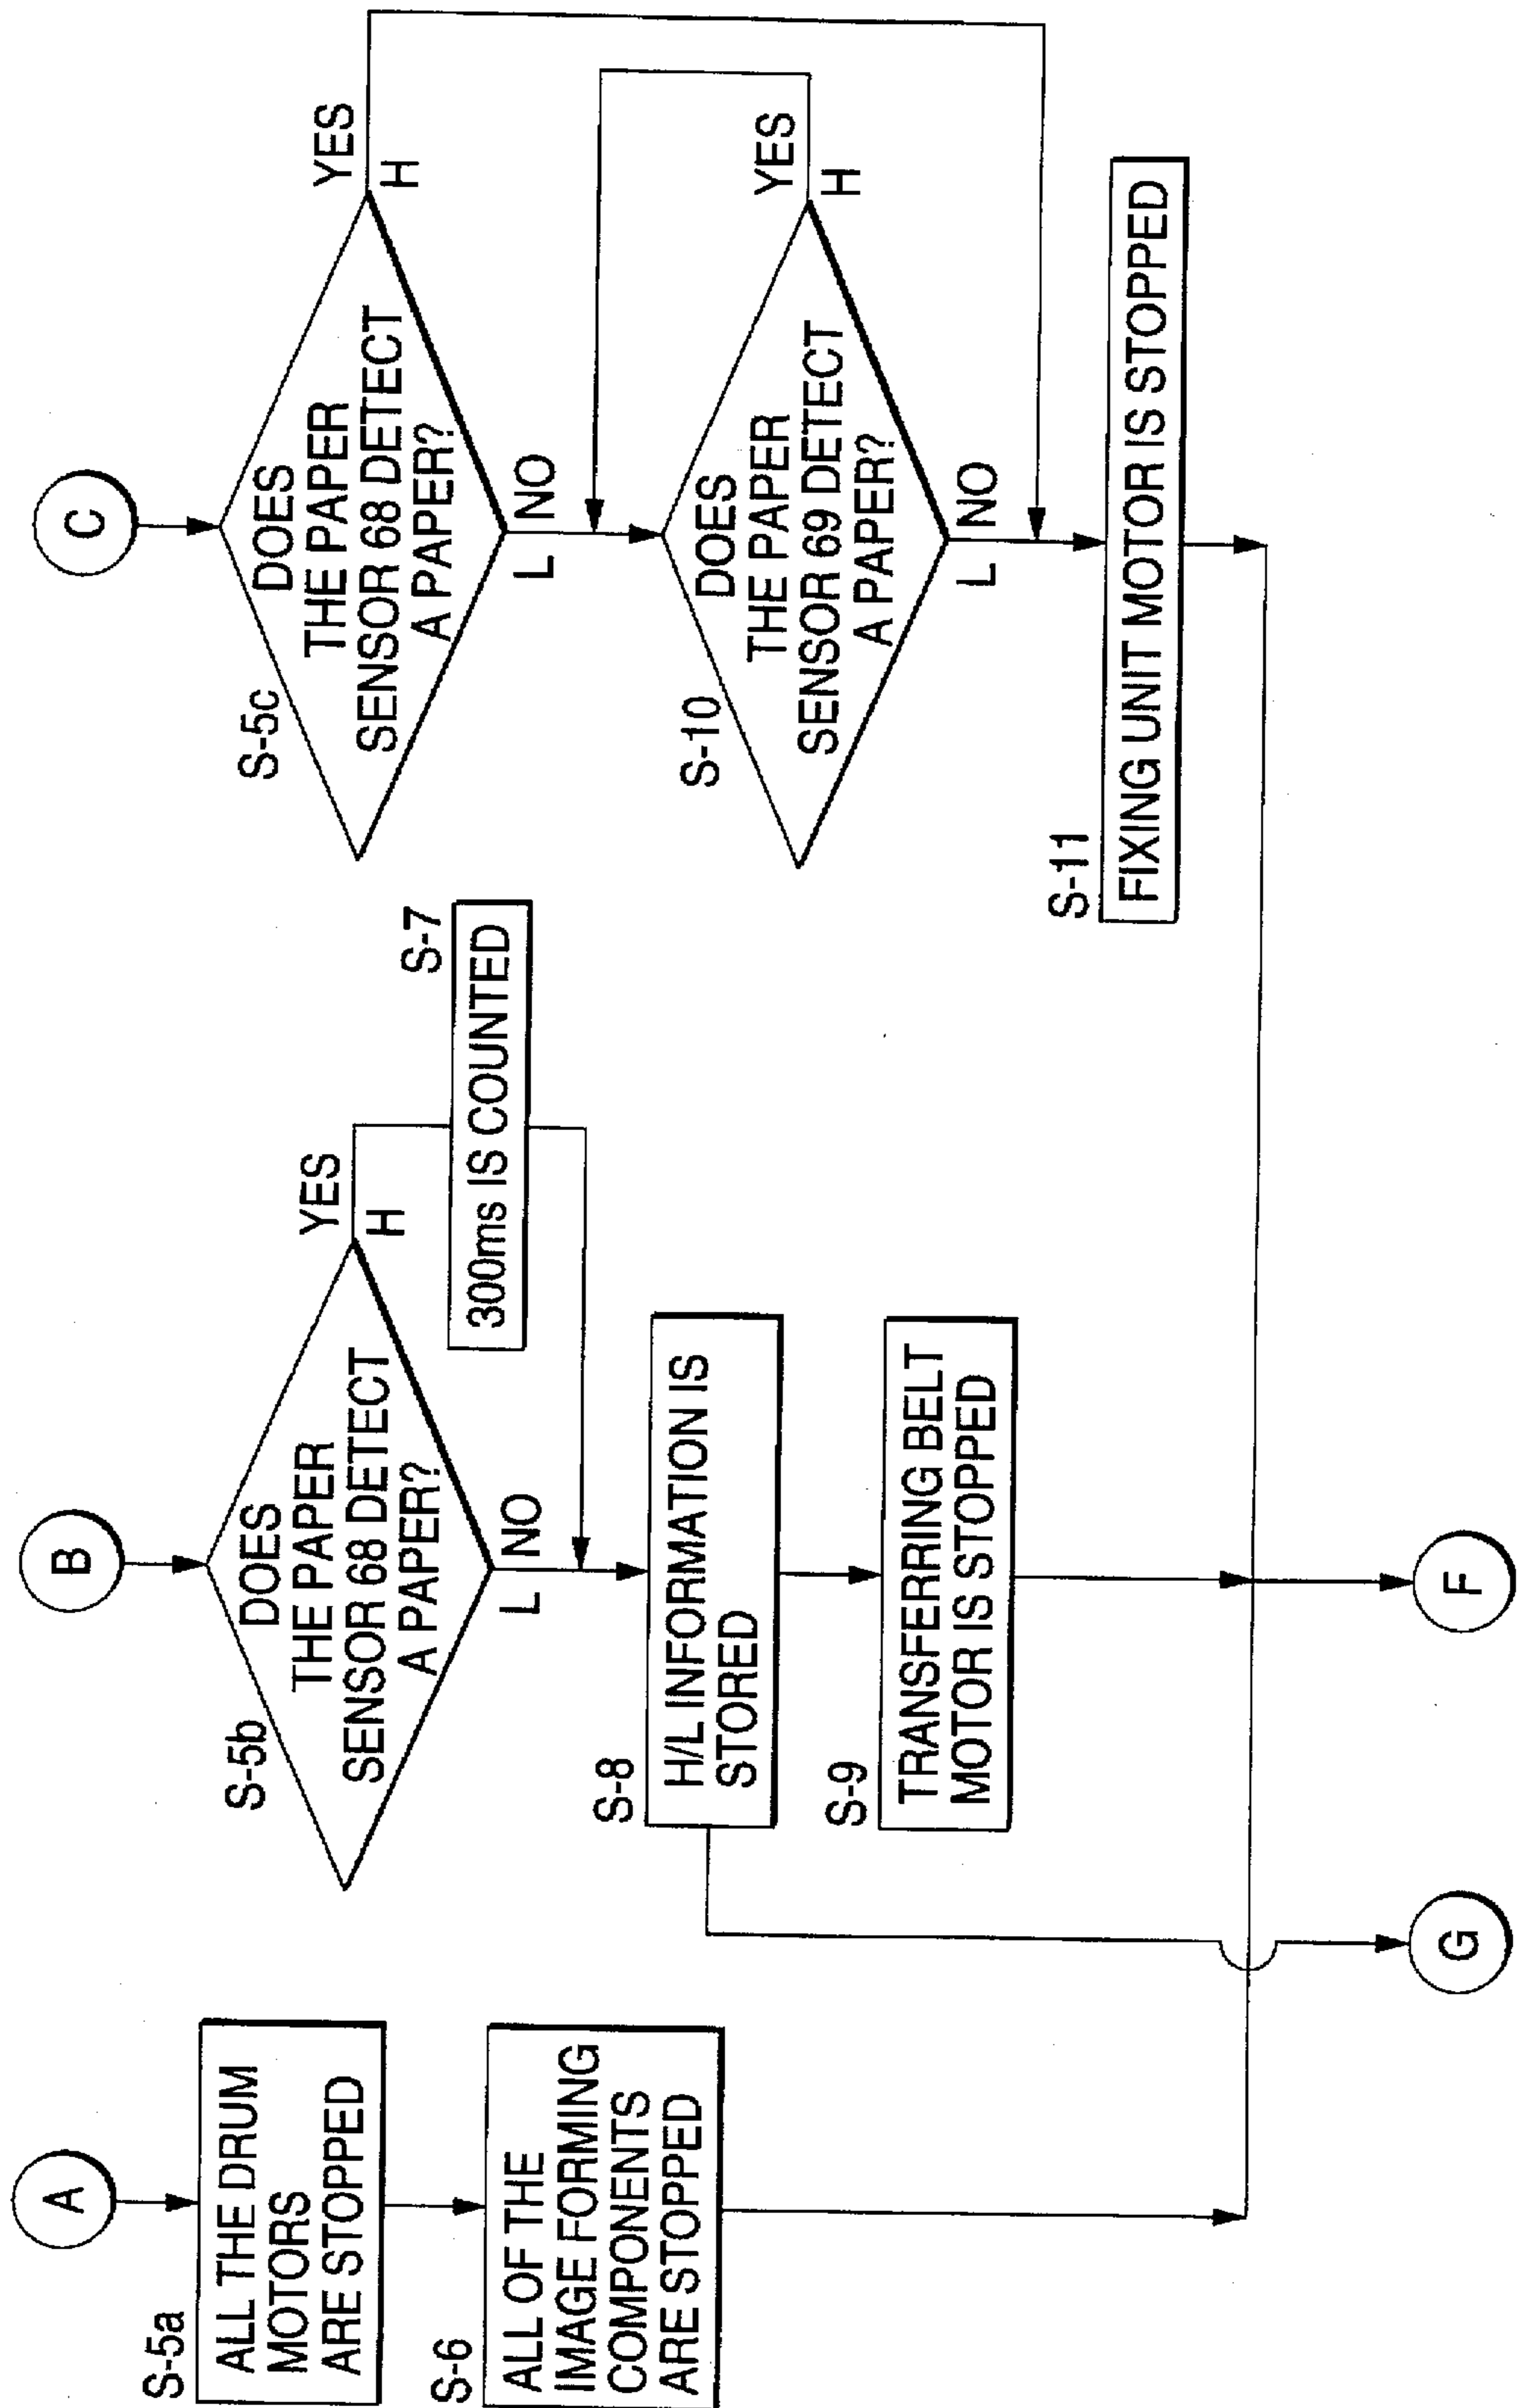 A
S-5a
ALL THE DRUM
MOTORS
ARE STOPPED
S-6
ALL OF THE
IMAGE FORMING
COMPONENTS
ARE STOPPED
B
S-5b
DOES
THE PAPER
SENSOR 68 DETECT
A PAPER?
YES
H
L NO
S-7
300ms IS COUNTED
S-8
H/L INFORMATION IS
STORED
S-9
TRANSFERRING BELT
MOTOR IS STOPPED
G
F
C
S-5c
DOES
THE PAPER
SENSOR 68 DETECT
A PAPER?
YES
H
L NO
S-10
DOES
THE PAPER
SENSOR 69 DETECT
A PAPER?
YES
H
L NO
S-11
FIXING UNIT MOTOR IS STOPPED